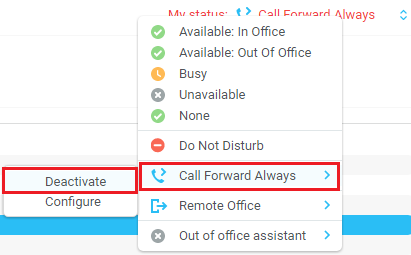 My status: Call Forward Always
Available: In Office
Available: Out Of Office
Busy
Unavailable
None
Do Not Disturb
Call Forward Always
Deactivate
Configure
Remote Office
Out of office assistant